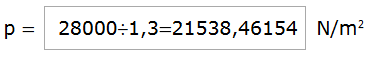 p = 28000÷1,3=21538,46154 N/m²